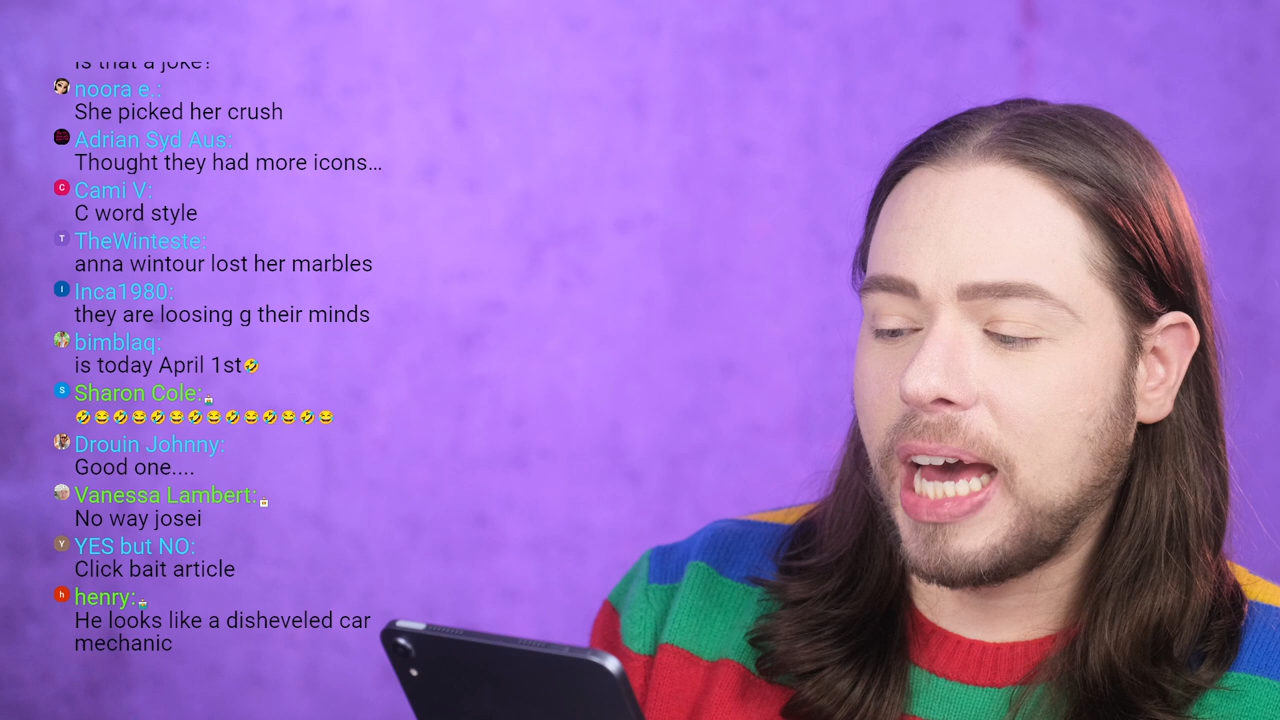 is that a joke?
noora e.:
She picked her crush
Adrian Syd Aus:
Thought they had more icons...
C
Cami V:
C word style
T
TheWinteste:
anna wintour lost her marbles
I
Inca1980:
they are loosing g their minds
bimblaq:
is today April 1st🤣
S
Sharon Cole:
🤣😂🤣😂🤣😂🤣😂🤣😂🤣😂🤣😂
Drouin Johnny:
Good one....
Vanessa Lambert:
No way josei
Y
YES but NO:
Click bait article
h
henry:
He looks like a disheveled car
mechanic